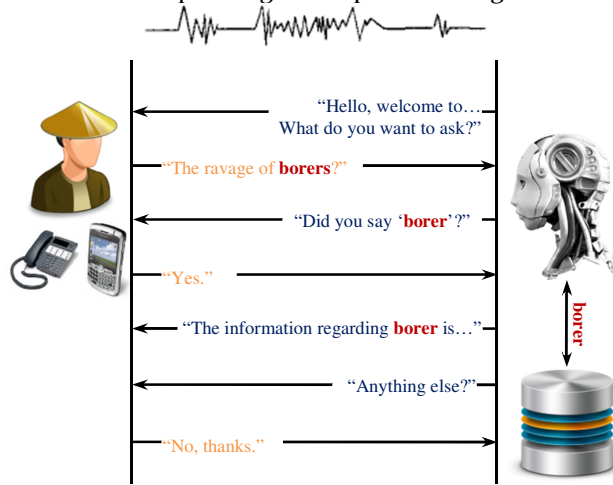 “Hello, welcome to…
What do you want to ask?”
“The ravage of borers?”
“Did you say ‘borer’?”
“Yes.”
“The information regarding borer is…”
borer
“Anything else?”
“No, thanks.”